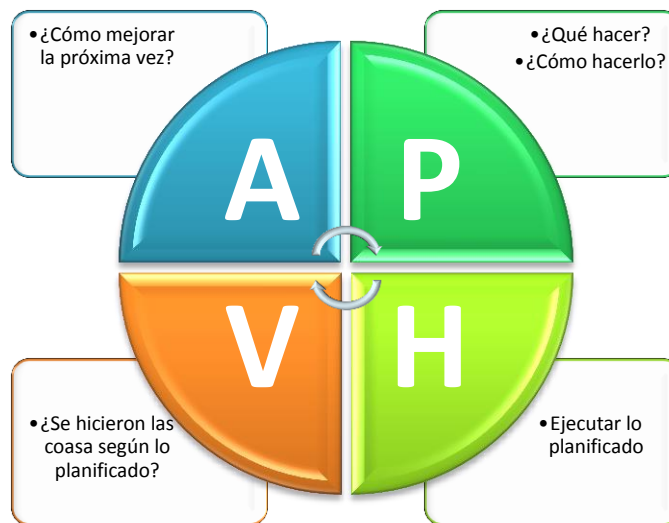 •¿Cómo mejorar
la próxima vez?
•¿Qué hacer?
•¿Cómo hacerlo?
A
P
V
H
•¿Se hicieron las
coasa según lo
planificado?
•Ejecutar lo
planificado